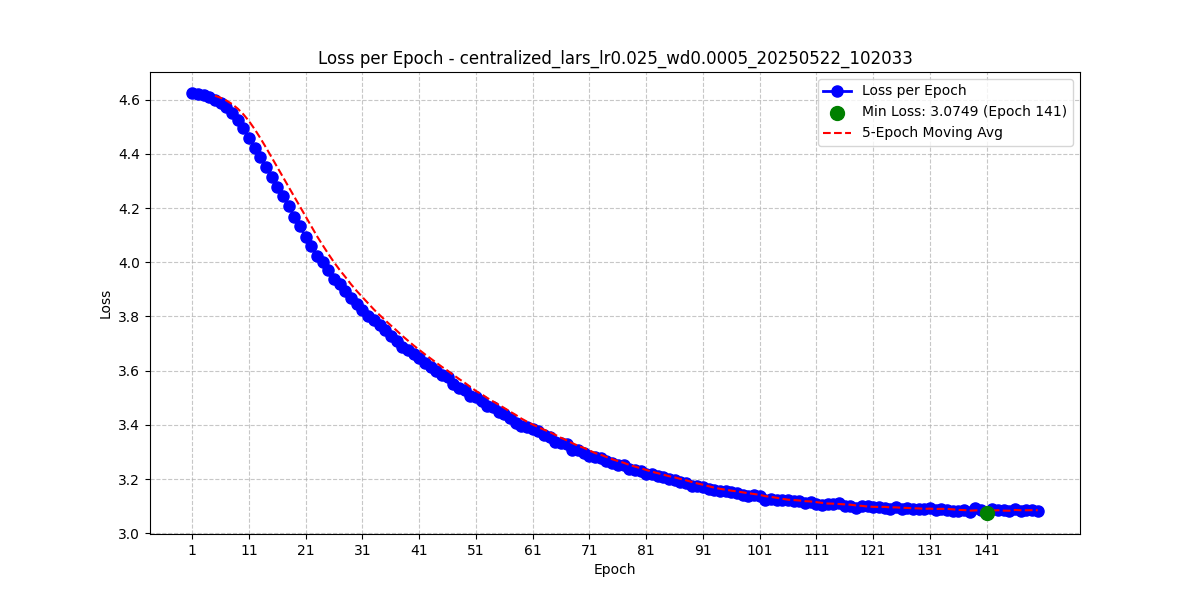 Loss per Epoch - centralized_lars_lr0.025_wd0.0005_20250522_102033
Loss per Epoch
Min Loss: 3.0749 (Epoch 141)
5-Epoch Moving Avg
Loss
4.6
4.4
4.2
4.0
3.8
3.6
3.4
3.2
3.0
1 11 21 31 41 51 61 71 81 91 101 111 121 131 141
Epoch